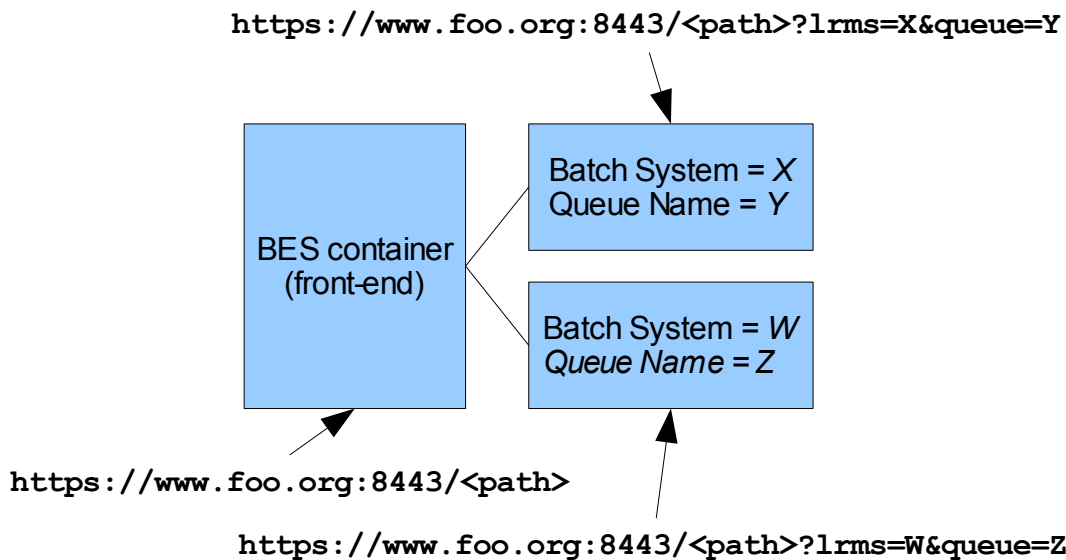 https://www.foo.org:8443/<path>?lrms=X&queue=Y
Batch System = X
Queue Name = Y
BES container
(front-end)
Batch System = W
Queue Name = Z
https://www.foo.org:8443/<path>
https://www.foo.org:8443/<path>?lrms=W&queue=Z